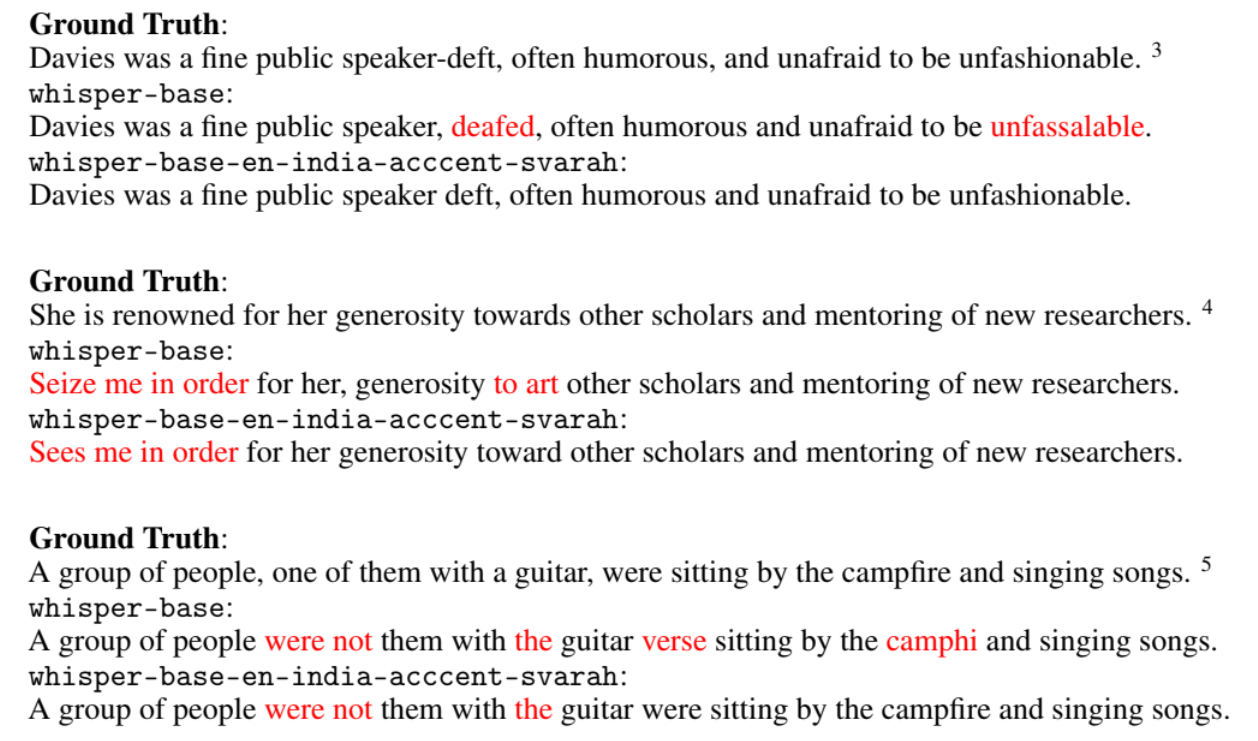 Ground Truth:
Davies was a fine public speaker-deft, often humorous, and unafraid to be unfashionable. 3
whisper-base:
Davies was a fine public speaker, deafed, often humorous and unafraid to be unfassalable.
whisper-base-en-india-acccent-svarah:
Davies was a fine public speaker deft, often humorous and unafraid to be unfashionable.
Ground Truth:
She is renowned for her generosity towards other scholars and mentoring of new researchers. 4
whisper-base:
Seize me in order for her, generosity to art other scholars and mentoring of new researchers.
whisper-base-en-india-acccent-svarah:
Sees me in order for her generosity toward other scholars and mentoring of new researchers.
Ground Truth:
A group of people, one of them with a guitar, were sitting by the campfire and singing songs. 5
whisper-base:
A group of people were not them with the guitar verse sitting by the camphi and singing songs.
whisper-base-en-india-acccent-svarah:
A group of people were not them with the guitar were sitting by the campfire and singing songs.